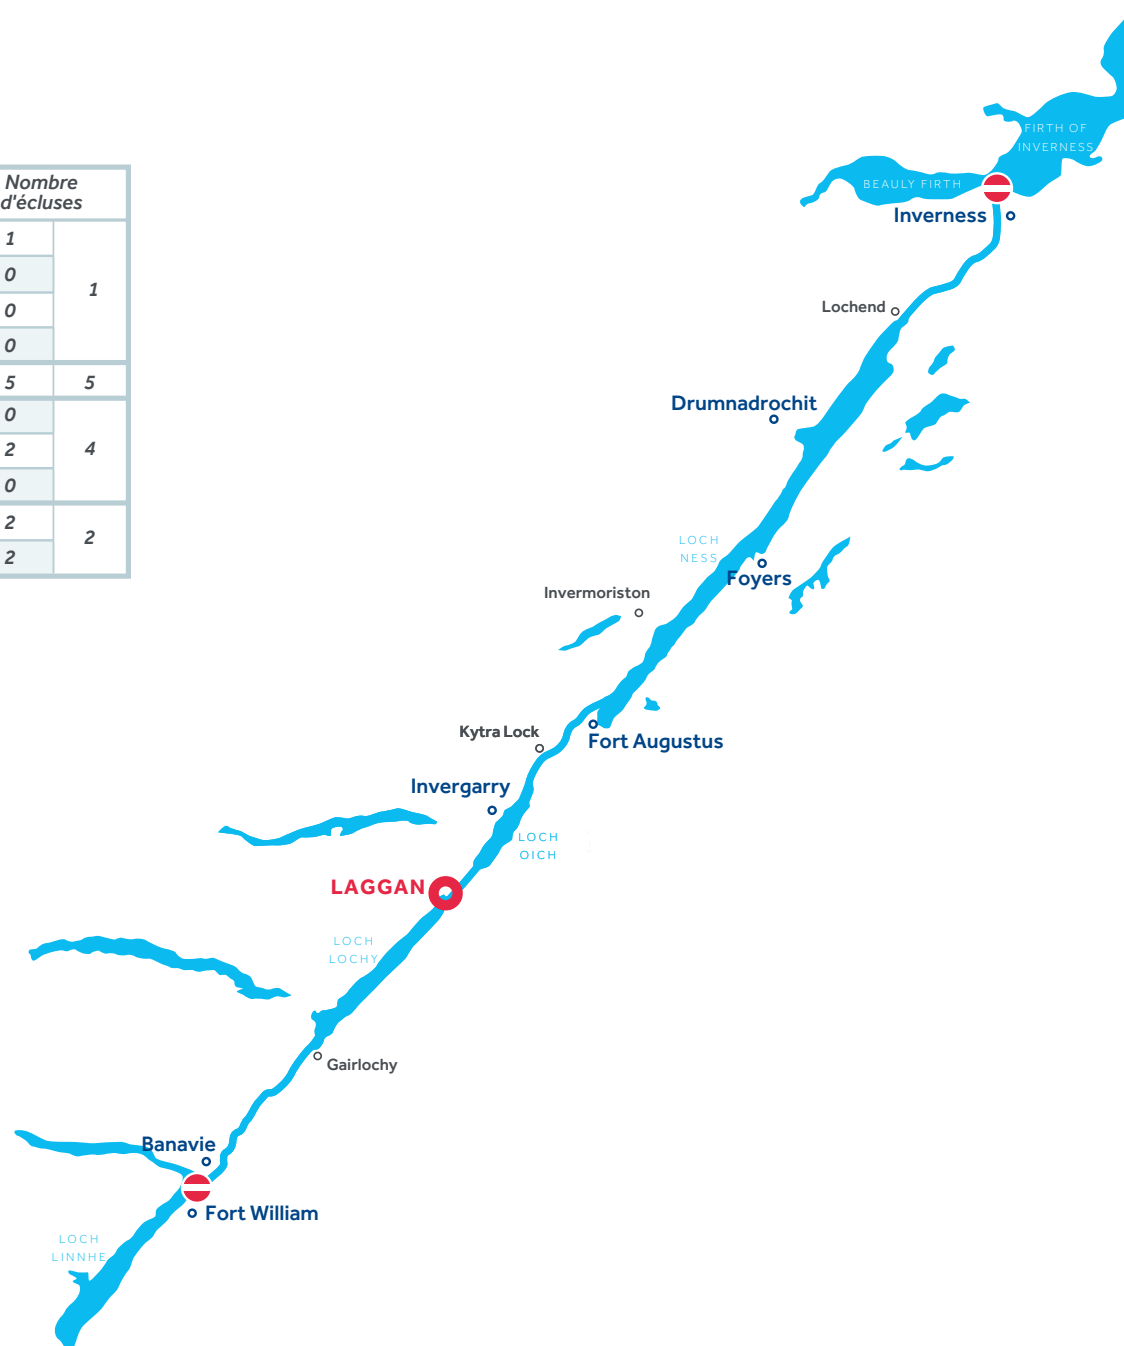 FIRTH OF
INVERNESS
BEAULY FIRTH
Inverness
Nombre
d'écluses
1
0
1
0
0
5
5
0
2
4
0
2
2
2
Lochend
Drumnadrochit
LOCH
NESS
Foyers
Invermoriston
Kytra Lock
Fort Augustus
Invergarry
LOCH
OICH
LAGGAN
LOCH
LOCHY
Gairlochy
Banavie
Fort William
LOCH
LINNHE